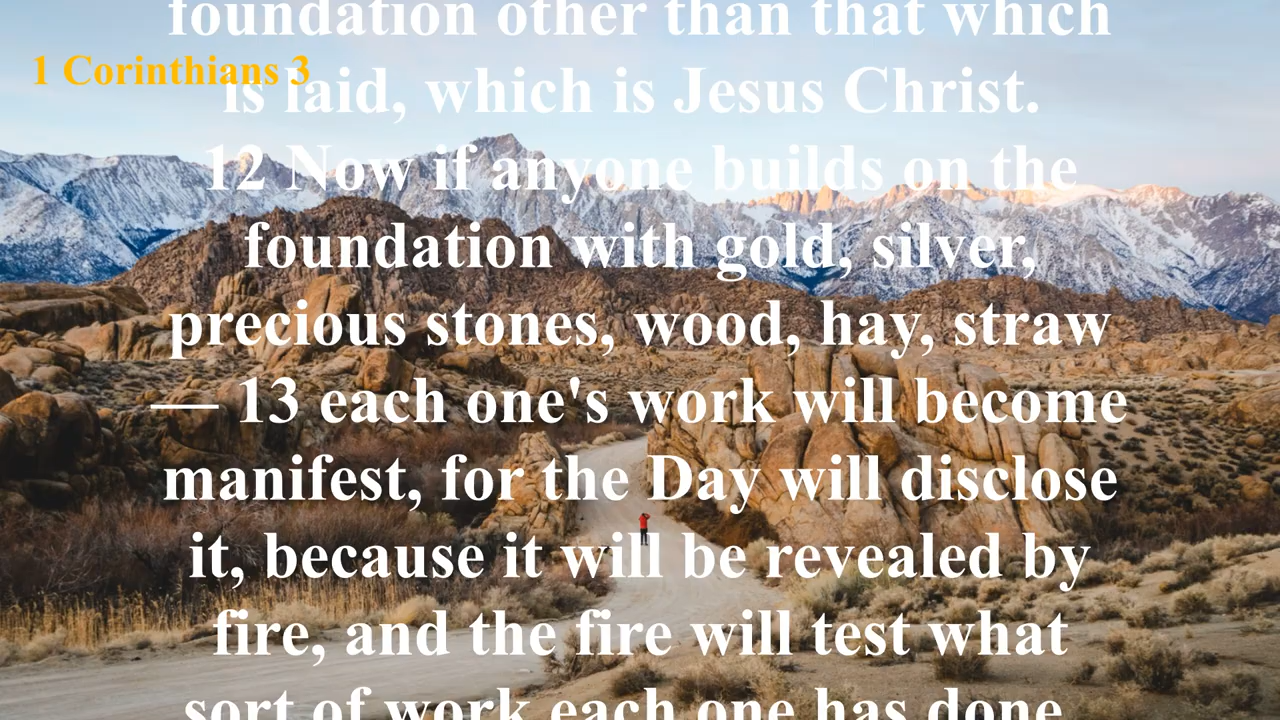 foundation other than that which
1 Corinthians 3
is laid, which is Jesus Christ.
12 Now if anyone builds on the
foundation with gold, silver,
precious stones, wood, hay, straw
— 13 each one's work will become
manifest, for the Day will disclose
it, because it will be revealed by
fire, and the fire will test what
sort of work each one has done.